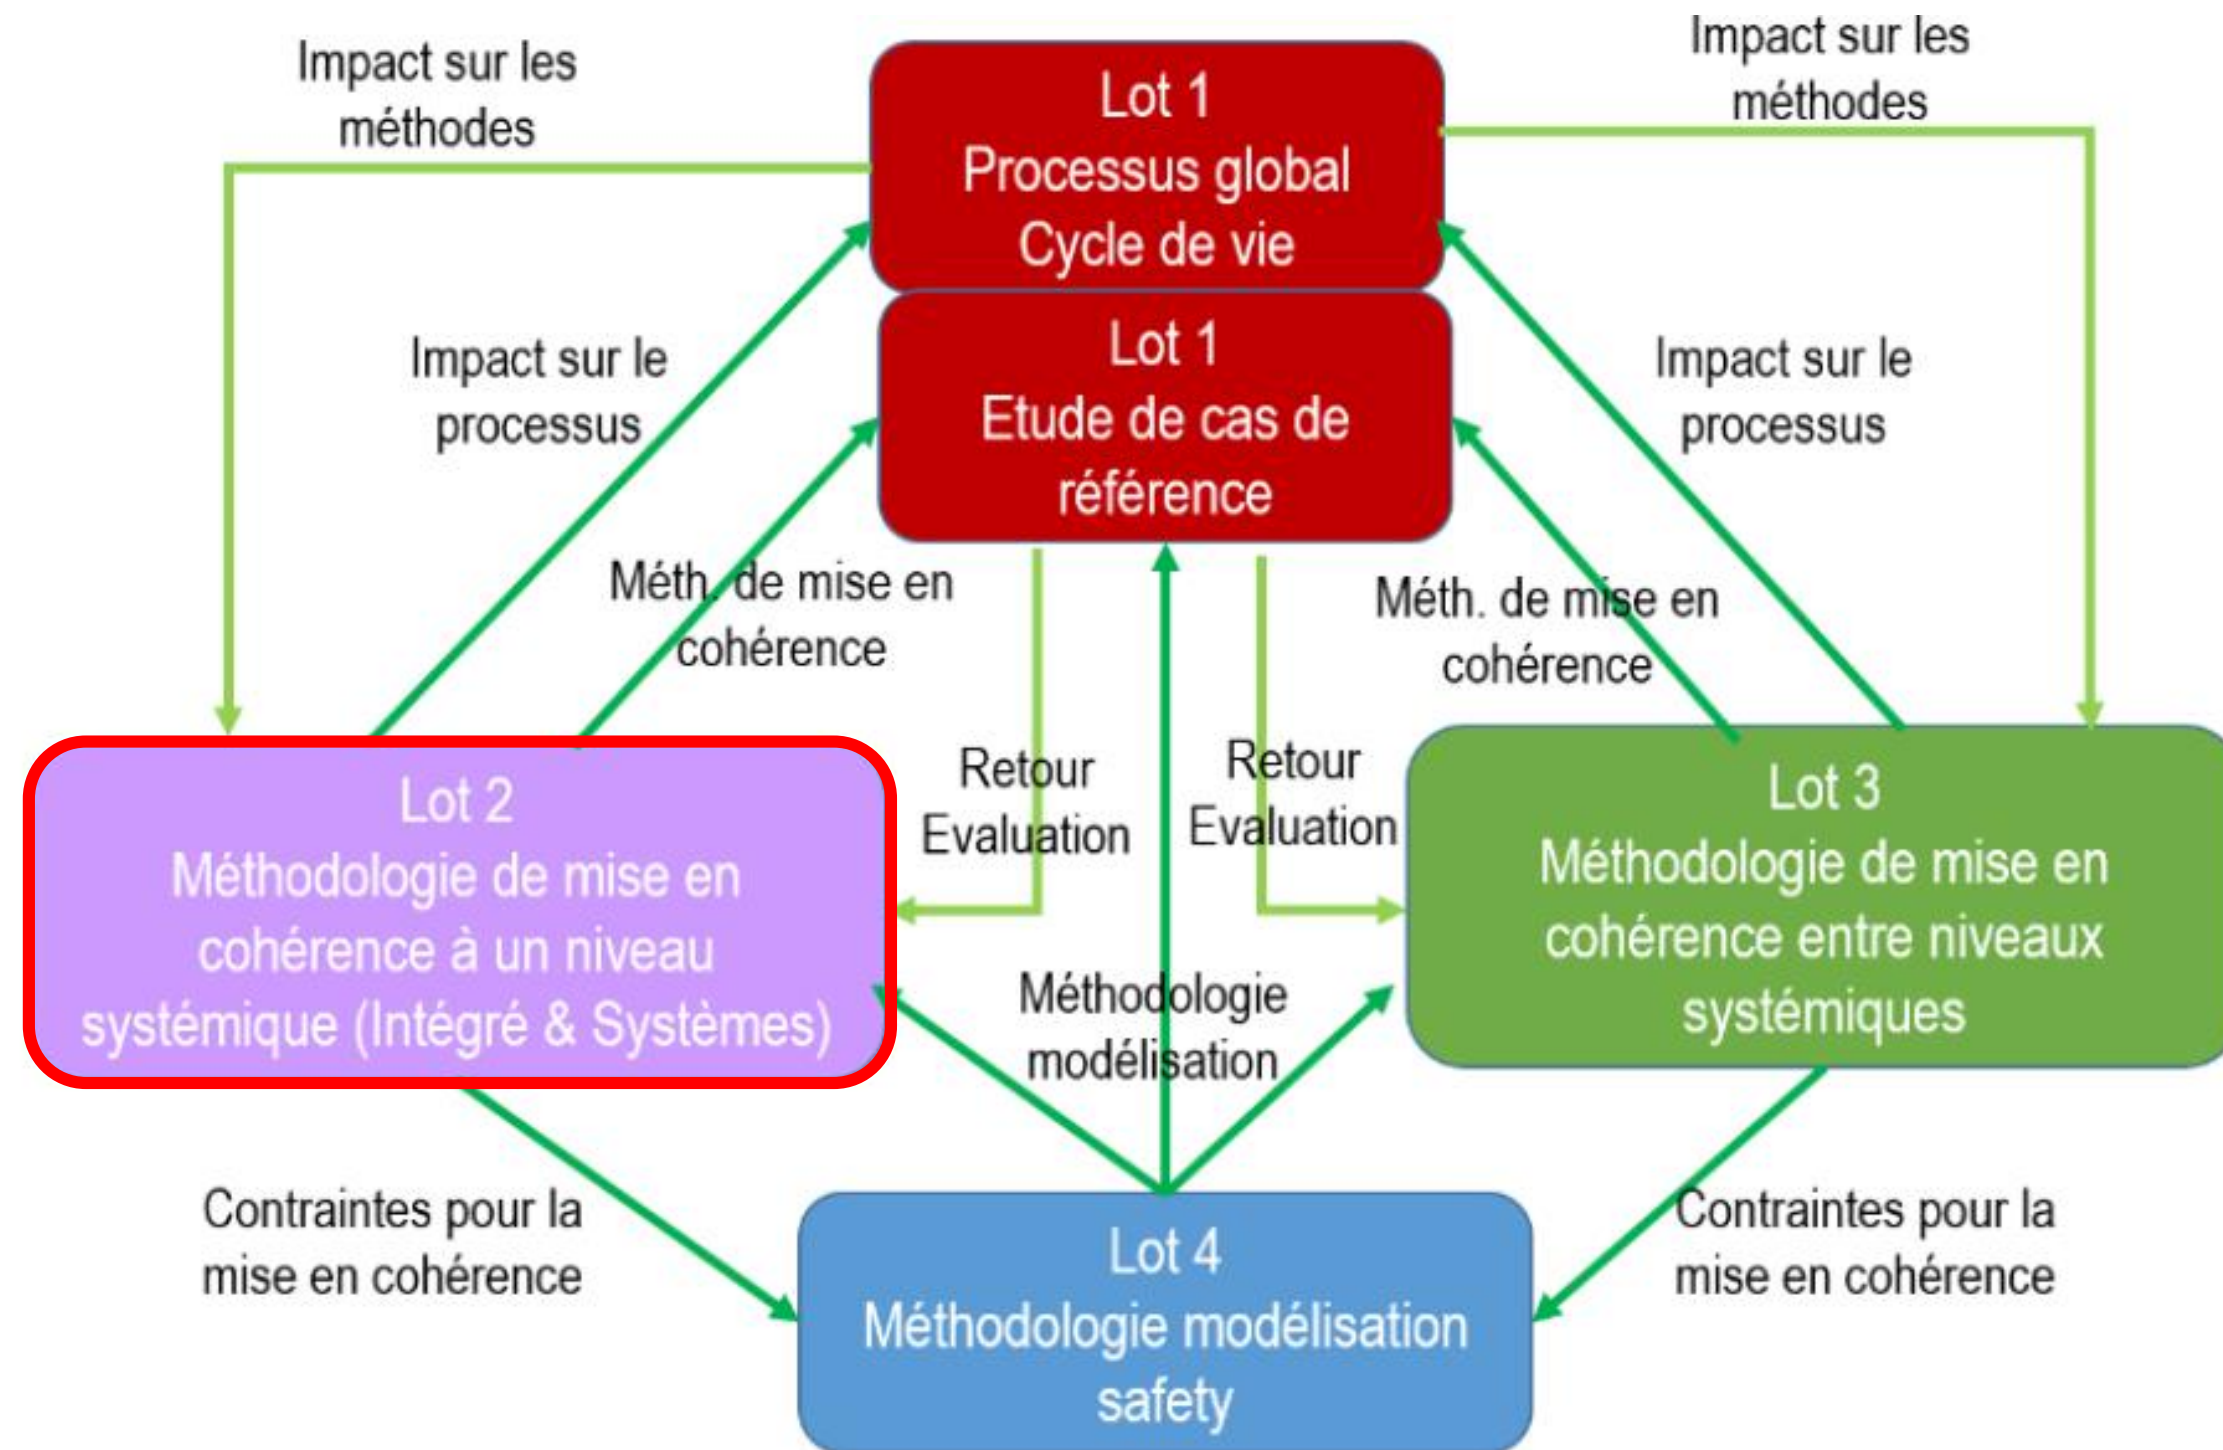 Impact sur les
méthodes
Lot 1
Processus global
Cycle de vie
Impact sur les
méthodes
Impact sur le
processus
Lot 1
Etude de cas de
référence
Impact sur le
processus
Méth. de mise en
cohérence
Méth. de mise en
cohérence
Lot 2
Méthodologie de mise en
cohérence à un niveau
systémique (Intégré & Systèmes)
Retour
Evaluation
Retour
Evaluation
Lot 3
Méthodologie de mise en
cohérence entre niveaux
systémiques
Méthodologie
modélisation
Contraintes pour la
mise en cohérence
Lot 4
Méthodologie modélisation
safety
Contraintes pour la
mise en cohérence